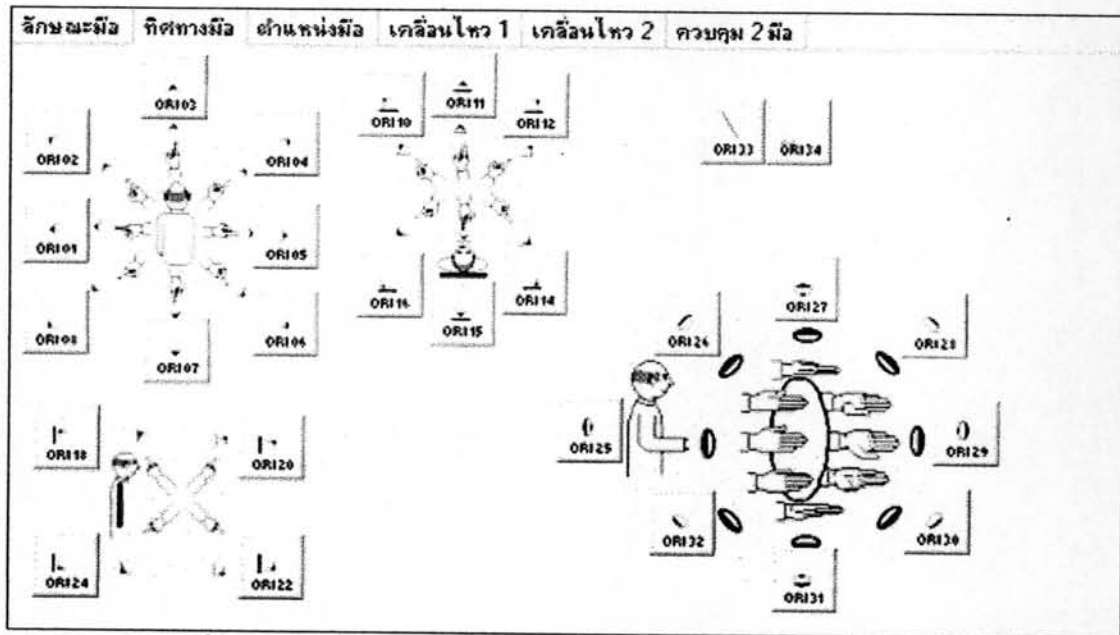 ลักษณะมือ ทิศทางมือ ตำแหน่งมือ เคลื่อนไหว 1 เคลื่อนไหว 2 ควบคุม 2 มือ
ORI03
ORI02
ORI04
ORI01
ORI05
ORI08
ORI06
ORI07
ORI10
ORI11
ORI12
ORI16
ORI14
ORI15
ORI33
ORI34
ORI18
ORI20
ORI24
ORI22
ORI27
ORI26
ORI28
ORI25
ORI29
ORI32
ORI30
ORI31